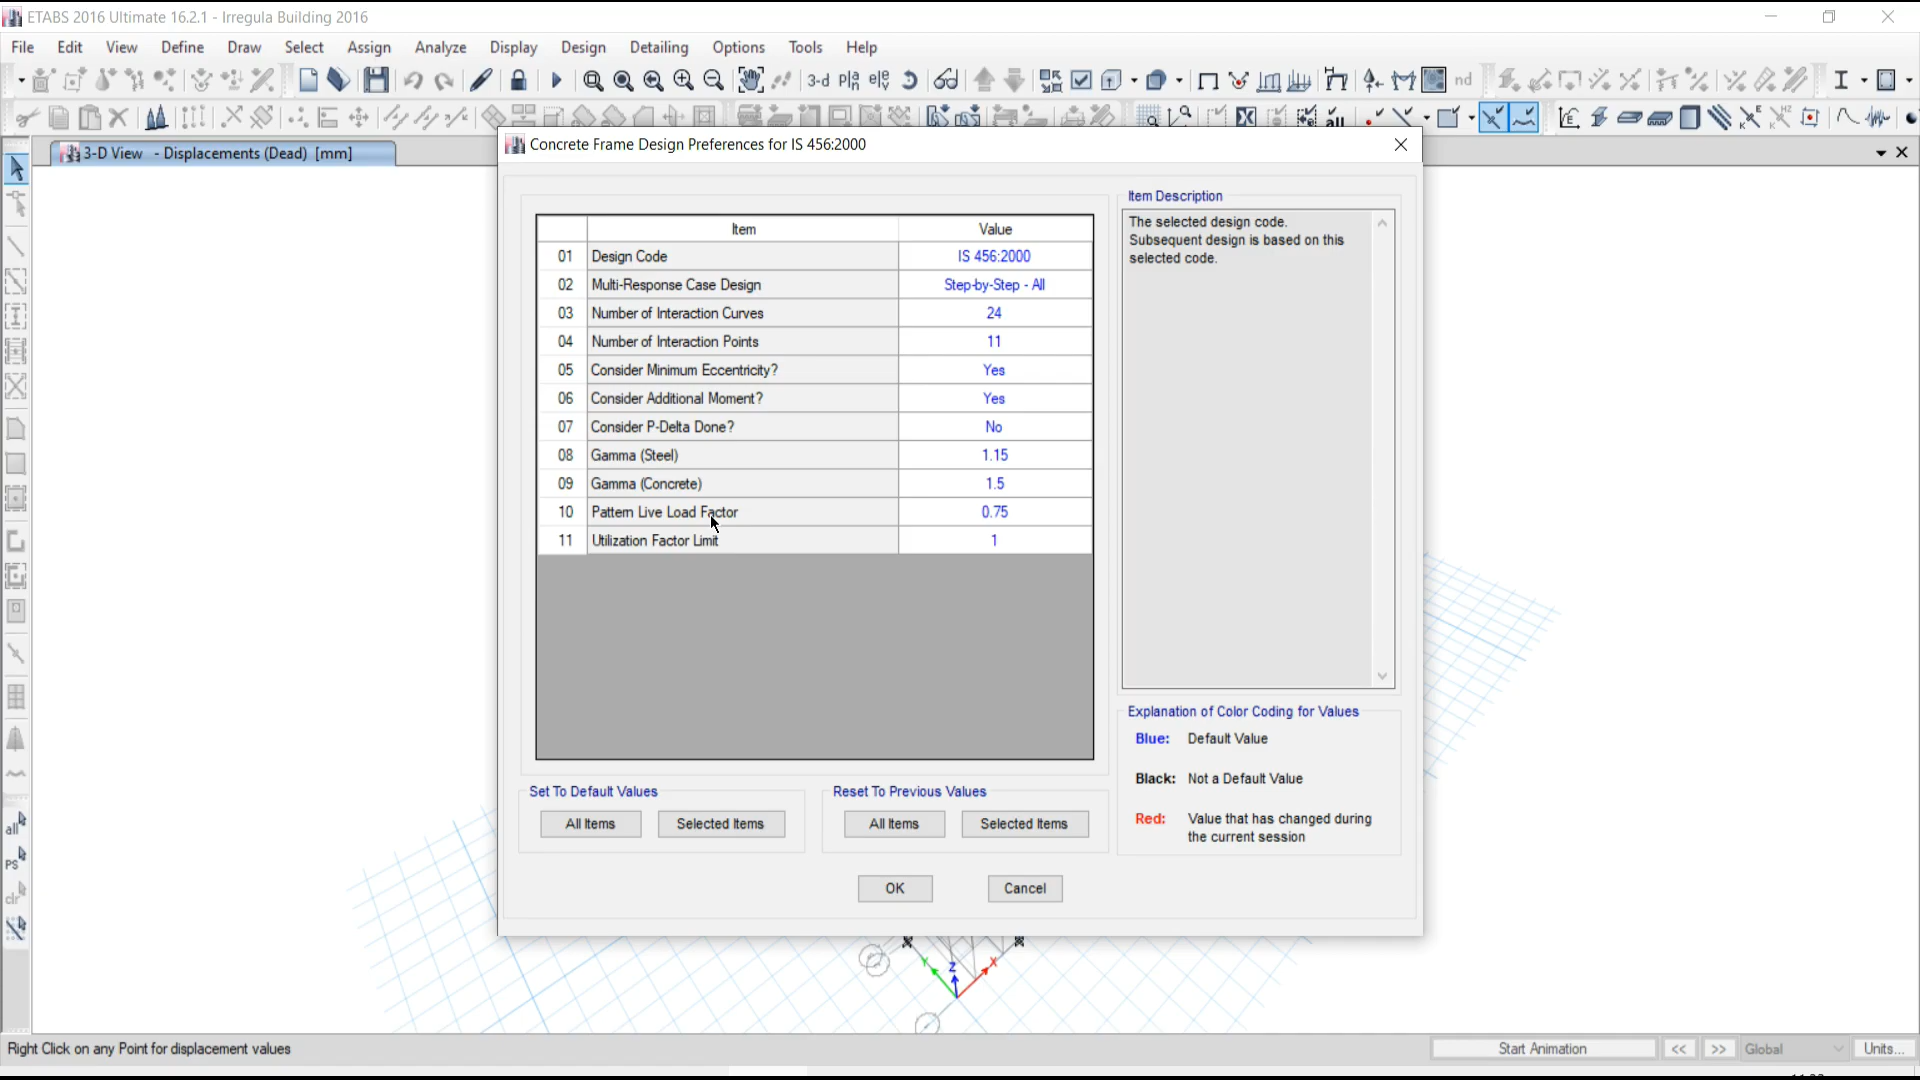 ETABS 2016 Ultimate 16.2.1 - Irregula Building 2016
File Edit View Define Draw Select Assign Analyze Display Design Detailing Options Tools Help
3-d
nd
all
3-D View - Displacements (Dead) [mm]
Concrete Frame Design Preferences for IS 456:2000
Item Value
01 Design Code IS 456:2000
02 Multi-Response Case Design Step-by-Step - All
03 Number of Interaction Curves 24
04 Number of Interaction Points 11
05 Consider Minimum Eccentricity? Yes
06 Consider Additional Moment? Yes
07 Consider P-Delta Done? No
08 Gamma (Steel) 1.15
09 Gamma (Concrete) 1.5
10 Pattern Live Load Factor 0.75
11 Utilization Factor Limit 1
Item Description
The selected design code.
Subsequent design is based on this
selected code.
Explanation of Color Coding for Values
Blue: Default Value
Black: Not a Default Value
Red: Value that has changed during
the current session
Set To Default Values
All Items Selected Items
Reset To Previous Values
All Items Selected Items
OK Cancel
all
PS
clr
Y Z X
Right Click on any Point for displacement values
Start Animation << >> Global Units...